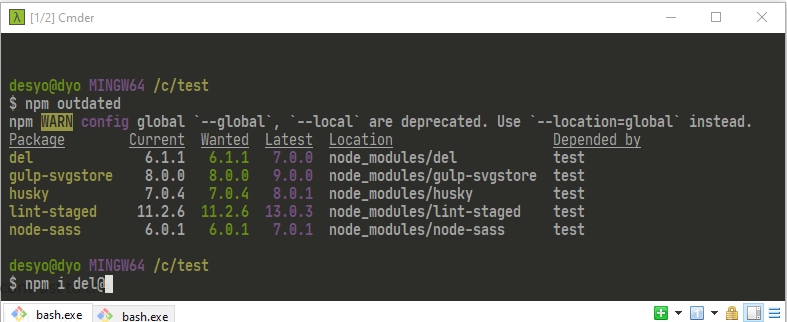 [1/2] Cmder
desyo@dyo MINGW64 /c/test
$ npm outdated
npm WARN config global `--global`, `--local` are deprecated. Use `--location=global` instead.
Package Current Wanted Latest Location Depended by
del 6.1.1 6.1.1 7.0.0 node_modules/del test
gulp-svgstore 8.0.0 8.0.0 9.0.0 node_modules/gulp-svgstore test
husky 7.0.4 7.0.4 8.0.1 node_modules/husky test
lint-staged 11.2.6 11.2.6 13.0.3 node_modules/lint-staged test
node-sass 6.0.1 6.0.1 7.0.1 node_modules/node-sass test
desyo@dyo MINGW64 /c/test
$ npm i del@
bash.exe bash.exe